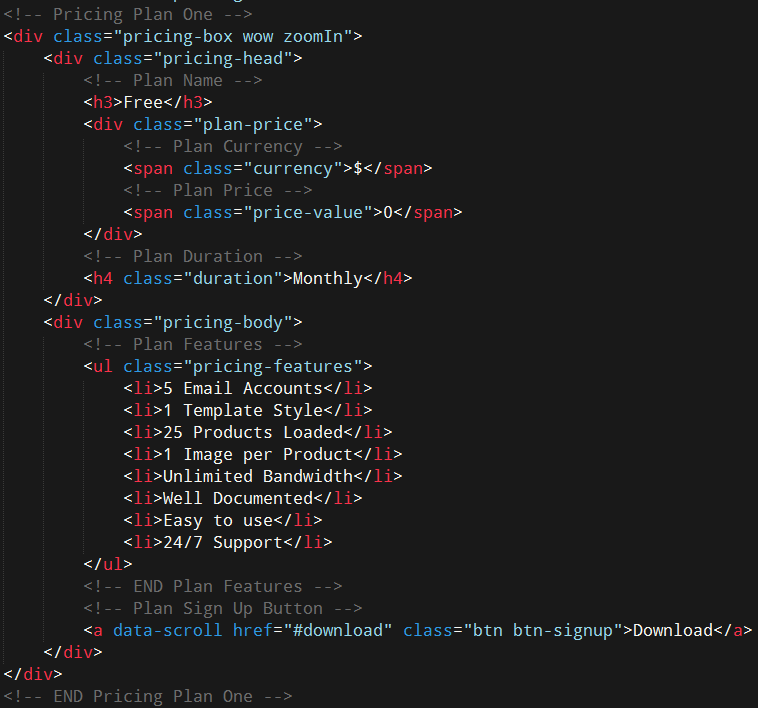 <!-- Pricing Plan One -->
<div class="pricing-box wow zoomIn">
    <div class="pricing-head">
        <!-- Plan Name -->
        <h3>Free</h3>
        <div class="plan-price">
            <!-- Plan Currency -->
            <span class="currency">$</span>
            <!-- Plan Price -->
            <span class="price-value">0</span>
        </div>
        <!-- Plan Duration -->
        <h4 class="duration">Monthly</h4>
    </div>
    <div class="pricing-body">
        <!-- Plan Features -->
        <ul class="pricing-features">
            <li>5 Email Accounts</li>
            <li>1 Template Style</li>
            <li>25 Products Loaded</li>
            <li>1 Image per Product</li>
            <li>Unlimited Bandwidth</li>
            <li>Well Documented</li>
            <li>Easy to use</li>
            <li>24/7 Support</li>
        </ul>
        <!-- END Plan Features -->
        <!-- Plan Sign Up Button -->
        <a data-scroll href="#download" class="btn btn-signup">Download</a>
    </div>
</div>
<!-- END Pricing Plan One -->